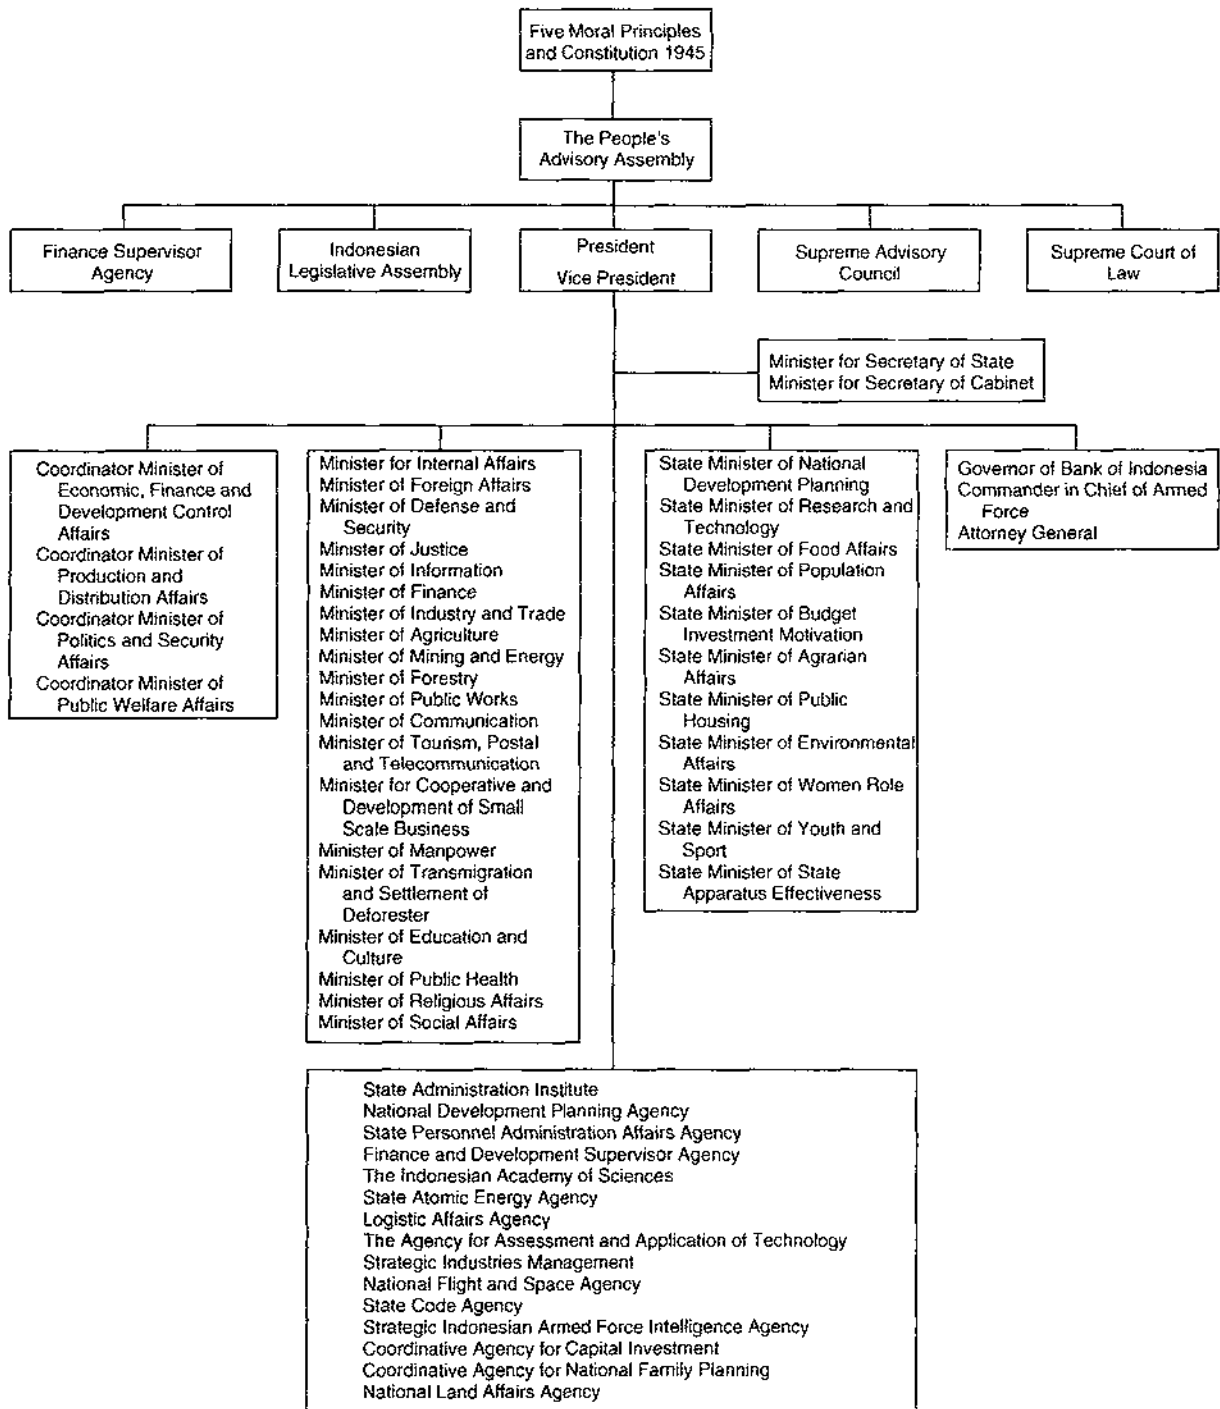 Five Moral Principles
and Constitution 1945
The People's
Advisory Assembly
Finance Supervisor
Agency
Indonesian
Legislative Assembly
President
Vice President
Supreme Advisory
Council
Supreme Court of
Law
Minister for Secretary of State
Minister for Secretary of Cabinet
Coordinator Minister of
Economic, Finance and
Development Control
Affairs
Coordinator Minister of
Production and
Distribution Affairs
Coordinator Minister of
Politics and Security
Affairs
Coordinator Minister of
Public Welfare Affairs
Minister for Internal Affairs
Minister of Foreign Affairs
Minister of Defense and
Security
Minister of Justice
Minister of Information
Minister of Finance
Minister of Industry and Trade
Minister of Agriculture
Minister of Mining and Energy
Minister of Forestry
Minister of Public Works
Minister of Communication
Minister of Tourism, Postal
and Telecommunication
Minister for Cooperative and
Development of Small
Scale Business
Minister of Manpower
Minister of Transmigration
and Settlement of
Deforester
Minister of Education and
Culture
Minister of Public Health
Minister of Religious Affairs
Minister of Social Affairs
State Minister of National
Development Planning
State Minister of Research and
Technology
State Minister of Food Affairs
State Minister of Population
Affairs
State Minister of Budget
Investment Motivation
State Minister of Agrarian
Affairs
State Minister of Public
Housing
State Minister of Environmental
Affairs
State Minister of Women Role
Affairs
State Minister of Youth and
Sport
State Minister of State
Apparatus Effectiveness
Governor of Bank of Indonesia
Commander in Chief of Armed
Force
Attorney General
State Administration Institute
National Development Planning Agency
State Personnel Administration Affairs Agency
Finance and Development Supervisor Agency
The Indonesian Academy of Sciences
State Atomic Energy Agency
Logistic Affairs Agency
The Agency for Assessment and Application of Technology
Strategic Industries Management
National Flight and Space Agency
State Code Agency
Strategic Indonesian Armed Force Intelligence Agency
Coordinative Agency for Capital Investment
Coordinative Agency for National Family Planning
National Land Affairs Agency